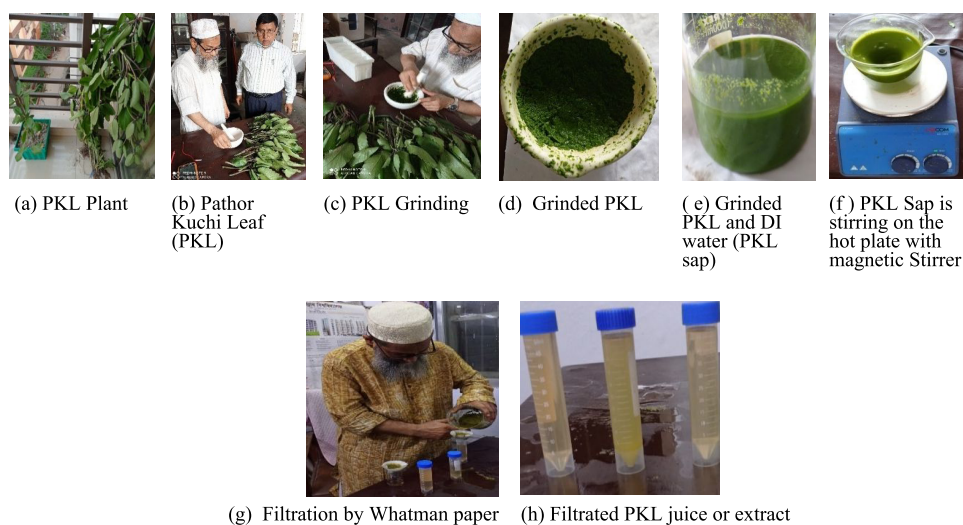 (a) PKL Plant
(b) Pathor
Kuchi Leaf
(PKL)
(c) PKL Grinding
(d) Grinded PKL
( e) Grinded
PKL and DI
water (PKL
sap)
(f ) PKL Sap is
stirring on the
hot plate with
magnetic Stirrer
(g) Filtration by Whatman paper
(h) Filtrated PKL juice or extract